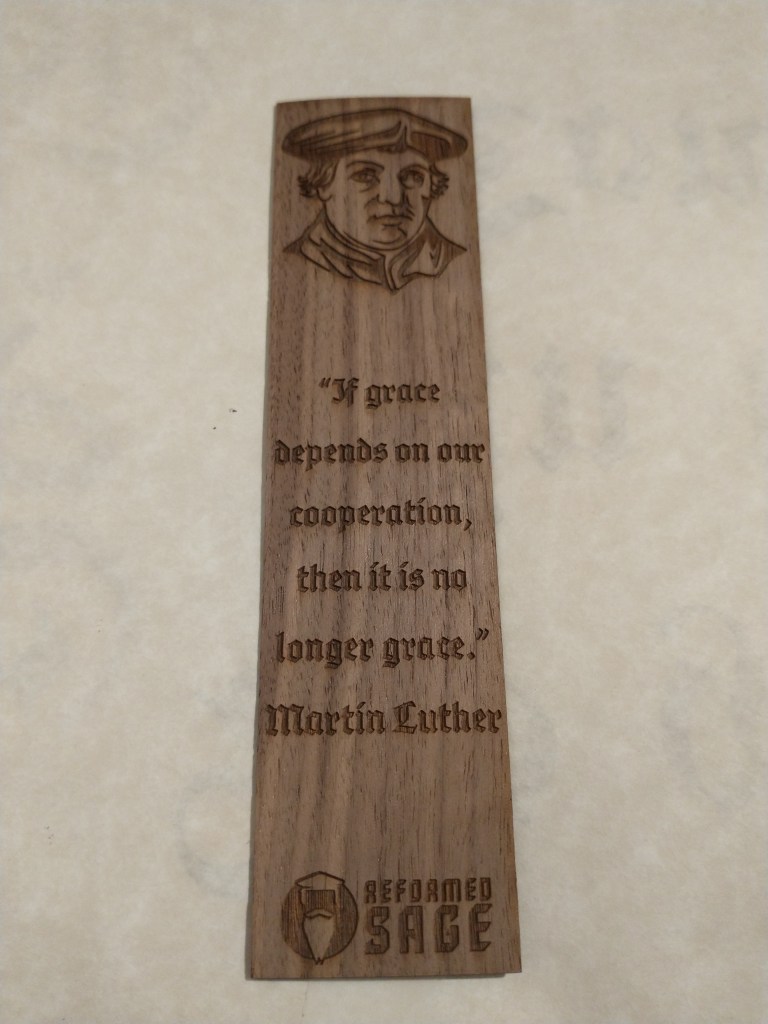 “If grace
depends on our
cooperation,
then it is no
longer grace.”
Martin Luther
REFORMED
SAGE